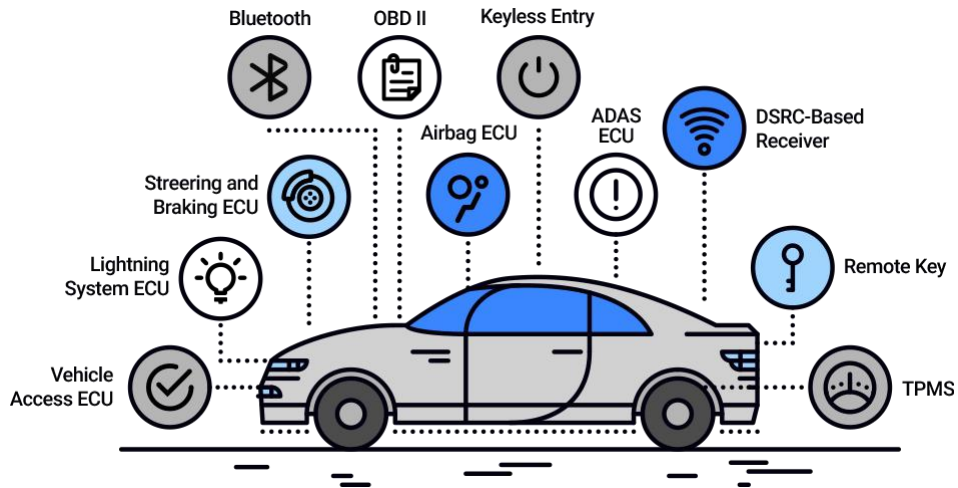 Bluetooth
OBD II
Keyless Entry
Airbag ECU
ADAS
ECU
DSRC-Based
Receiver
Streering and
Braking ECU
Lightning
System ECU
Remote Key
Vehicle
Access ECU
TPMS